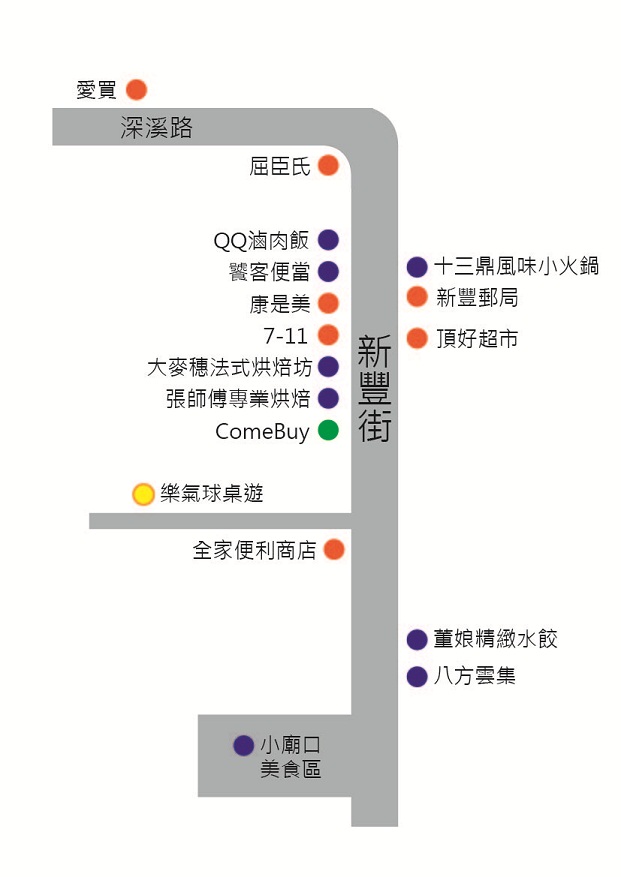 愛買
深溪路
屈臣氏
QQ滷肉飯
饕客便當
康是美
7-11
大麥穗法式烘焙坊
張師傅專業烘焙
ComeBuy
十三鼎風味小火鍋
新豐郵局
頂好超市
新豐街
樂氣球桌遊
全家便利商店
董娘精緻水餃
八方雲集
小廟口
美食區